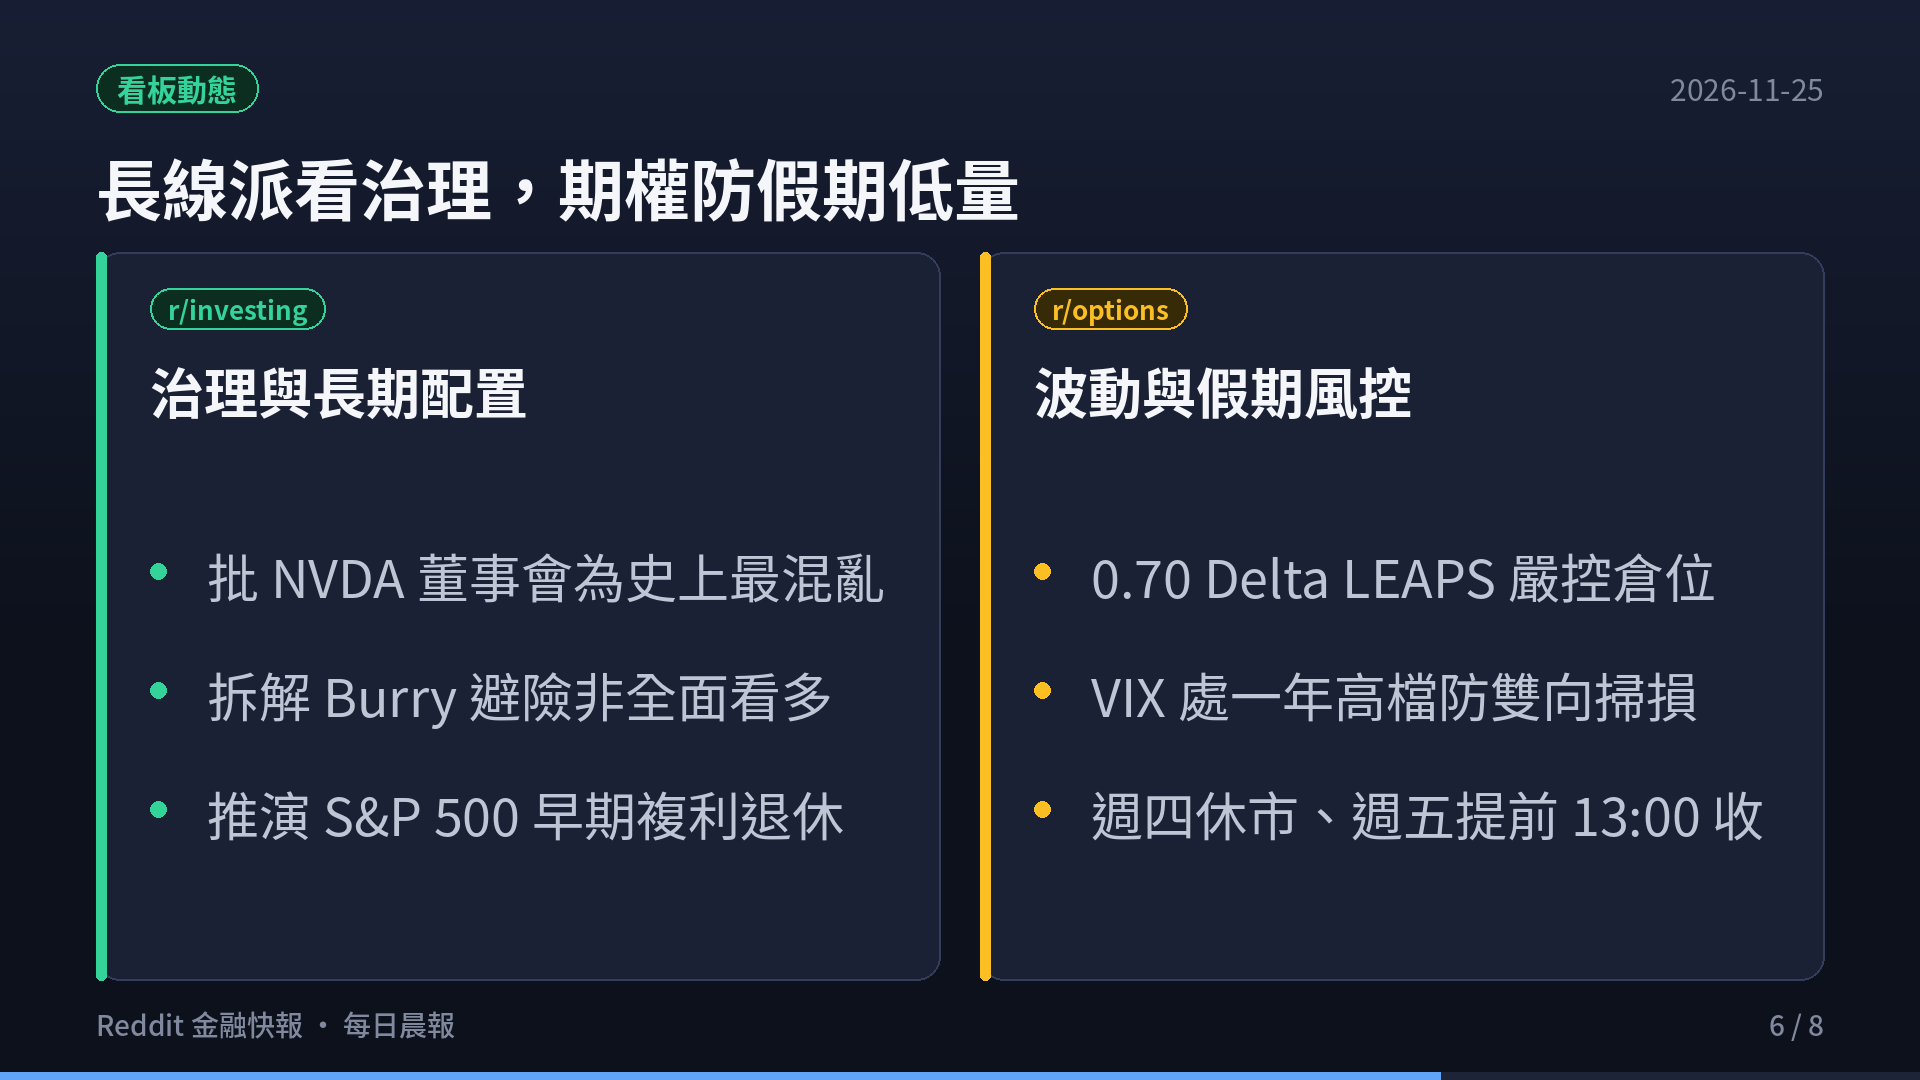 看板動態
2026-11-25
長線派看治理，期權防假期低量
r/investing
治理與長期配置
批 NVDA 董事會為史上最混亂
拆解 Burry 避險非全面看多
推演 S&P 500 早期複利退休
r/options
波動與假期風控
0.70 Delta LEAPS 嚴控倉位
VIX 處一年高檔防雙向掃損
週四休市、週五提前 13:00 收
Reddit 金融快報 · 每日晨報
6 / 8